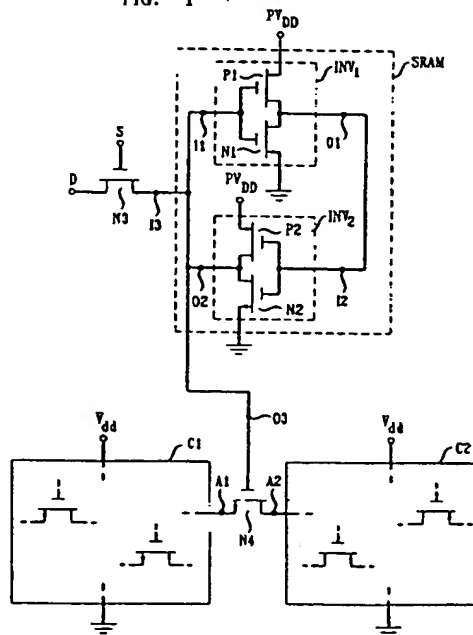 FIG. 1
PV_DD
P1
INV_1
SRAM
S
I1
O1
N1
D
PV_DD
N3
I3
INV_2
P2
O2
I2
N2
O3
V_dd
V_dd
C1
C2
A1
A2
N4